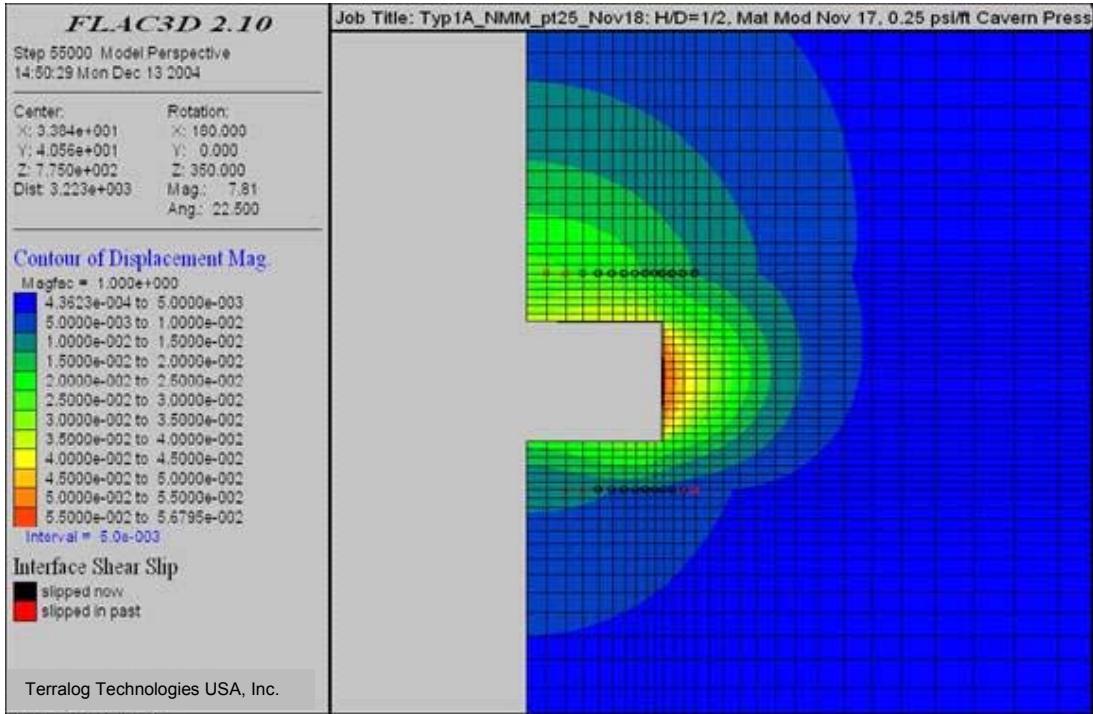 FLAC3D 2.10
Step 55000 Model Perspective
14:50:29 Mon Dec 13 2004
Center:
X: 3.384e+001
Y: 4.056e+001
Z: 7.750e+002
Dist: 3.223e+003
Rotation:
X: 180.000
Y: 0.000
Z: 350.000
Mag.: 7.81
Ang.: 22.500
Contour of Displacement Mag.
Magfac = 1.000e+000
4.3623e-004 to 5.0000e-003
5.0000e-003 to 1.0000e-002
1.0000e-002 to 1.5000e-002
1.5000e-002 to 2.0000e-002
2.0000e-002 to 2.5000e-002
2.5000e-002 to 3.0000e-002
3.0000e-002 to 3.5000e-002
3.5000e-002 to 4.0000e-002
4.0000e-002 to 4.5000e-002
4.5000e-002 to 5.0000e-002
5.0000e-002 to 5.5000e-002
5.5000e-002 to 5.6795e-002
Interval = 5.0e-003
Interface Shear Slip
slipped now
slipped in past
Terralog Technologies USA, Inc.
Job Title: Typ1A_NMM_pt25_Nov18: H/D=1/2, Mat Mod Nov 17, 0.25 psi/ft Cavern Press